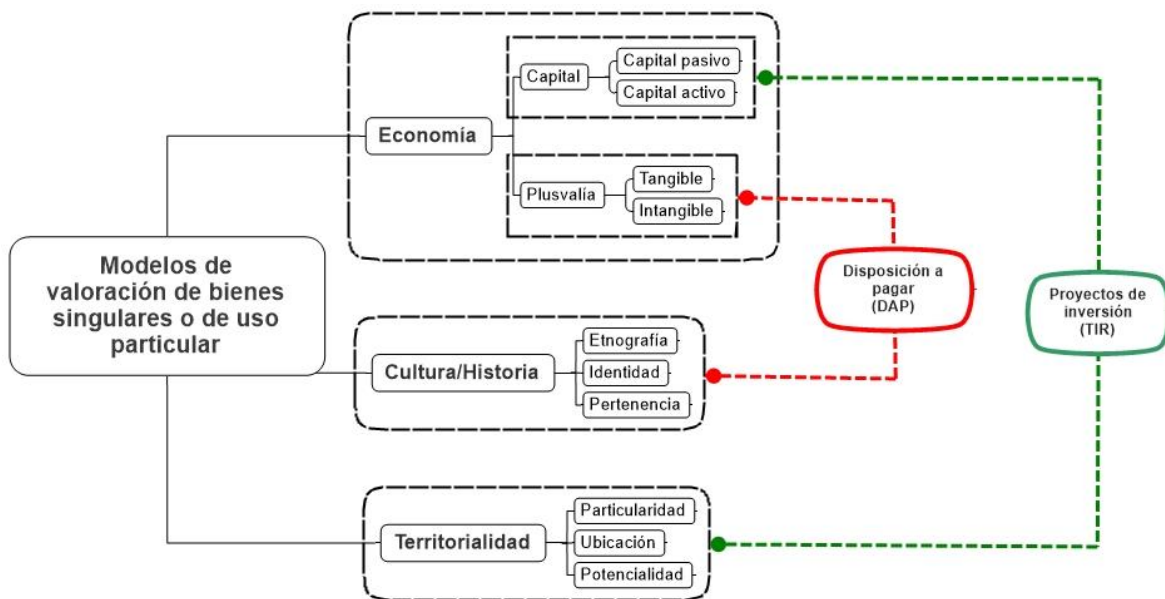 Modelos de
valoración de bienes
singulares o de uso
particular
Economía
Capital
Capital pasivo
Capital activo
Plusvalía
Tangible
Intangible
Cultura/Historia
Etnografía
Identidad
Pertenencia
Territorialidad
Particularidad
Ubicación
Potencialidad
Disposición a
pagar
(DAP)
Proyectos de
inversión
(TIR)